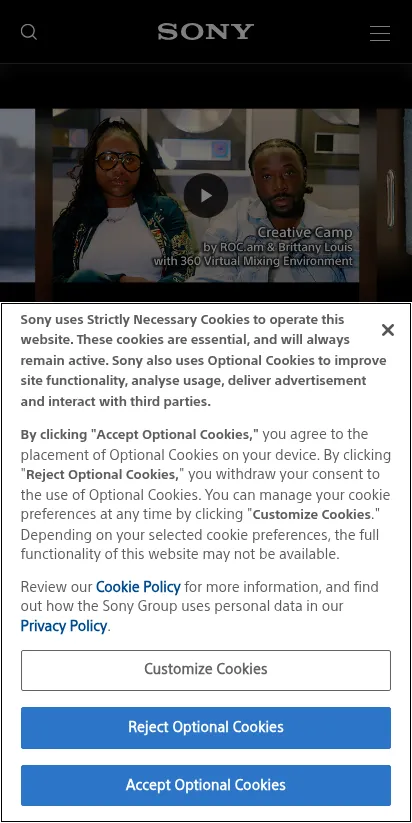 SONY
Creative Camp
by ROC.am & Brittany Louis
with 360 Virtual Mixing Environment
Sony uses Strictly Necessary Cookies to operate this
website. These cookies are essential, and will always
remain active. Sony also uses Optional Cookies to improve
site functionality, analyse usage, deliver advertisement
and interact with third parties.
By clicking "Accept Optional Cookies," you agree to the
placement of Optional Cookies on your device. By clicking
"Reject Optional Cookies," you withdraw your consent to
the use of Optional Cookies. You can manage your cookie
preferences at any time by clicking "Customize Cookies."
Depending on your selected cookie preferences, the full
functionality of this website may not be available.
Review our Cookie Policy for more information, and find
out how the Sony Group uses personal data in our
Privacy Policy.
Customize Cookies
Reject Optional Cookies
Accept Optional Cookies